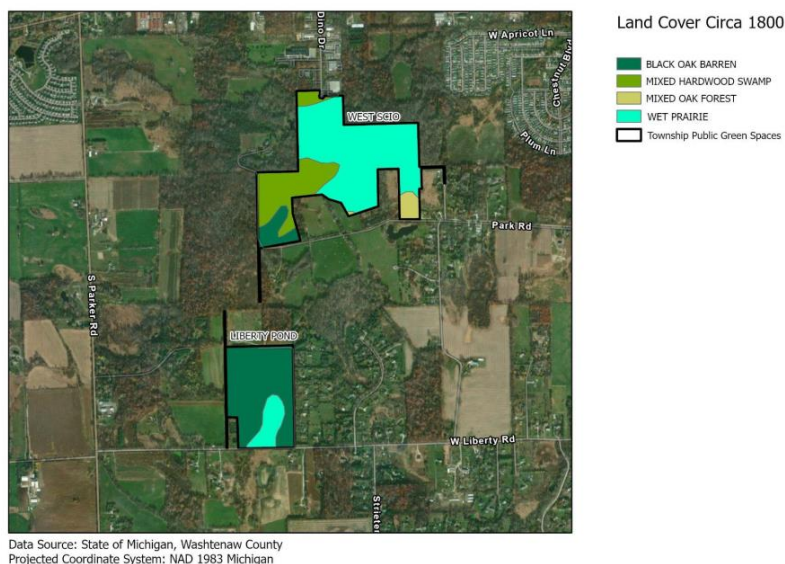 Land Cover Circa 1800
BLACK OAK BARREN
MIXED HARDWOOD SWAMP
MIXED OAK FOREST
WET PRAIRIE
Township Public Green Spaces
Dino Dr
W Apricot Ln
Chestnut Blvd
Plum Ln
WEST SCIO
Park Rd
S Parker Rd
LIBERTY POND
W Liberty Rd
Strieter
Data Source: State of Michigan, Washtenaw County
Projected Coordinate System: NAD 1983 Michigan